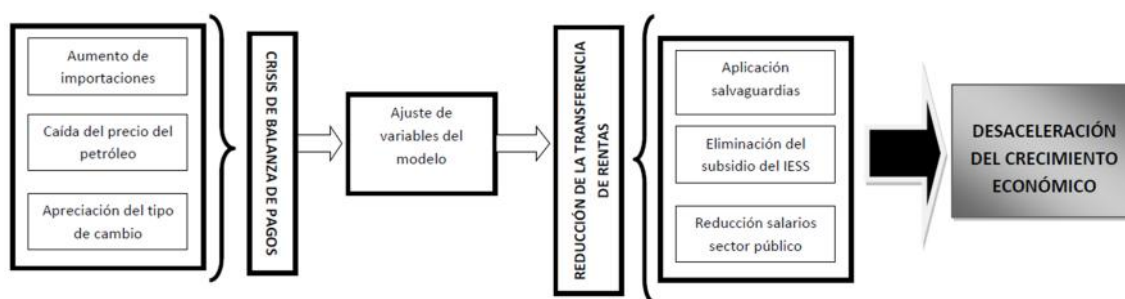 Aumento de
importaciones
Caída del precio del
petróleo
Apreciación del tipo
de cambio
CRISIS DE BALANZA DE PAGOS
Ajuste de
variables del
modelo
REDUCCIÓN DE LA TRANSFERENCIA
DE RENTAS
Aplicación
salvaguardias
Eliminación del
subsidio del IESS
Reducción salarios
sector público
DESACELERACIÓN
DEL CRECIMIENTO
ECONÓMICO